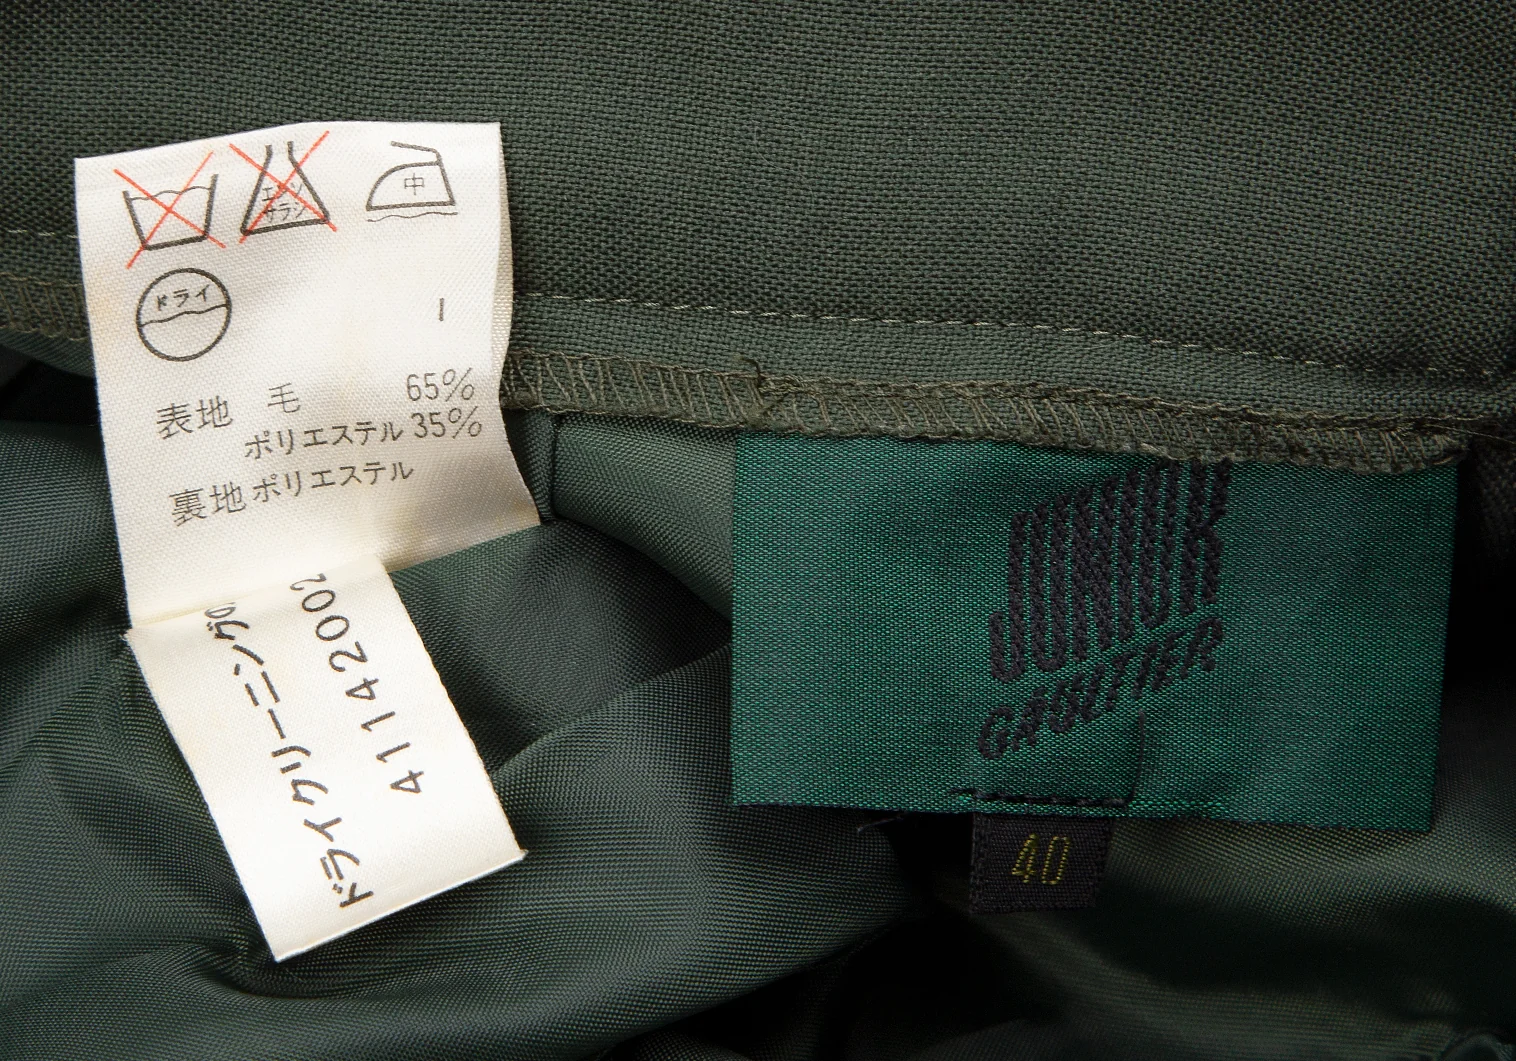 エンソ
サラシ
中
ドライ
I
表地 毛 65%
ポリエステル 35%
裏地 ポリエステル
ドライクリーニング
41142002
JUNIOR
GAULTIER
40